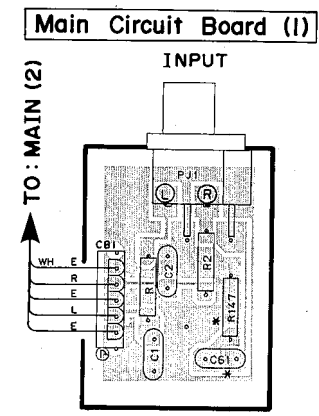 Main Circuit Board (1)
INPUT
TO: MAIN (2)
PJ1
L R
CB1
WH E
R
E
L
E
R1
C2
R2
R147
C1
C61
*
*